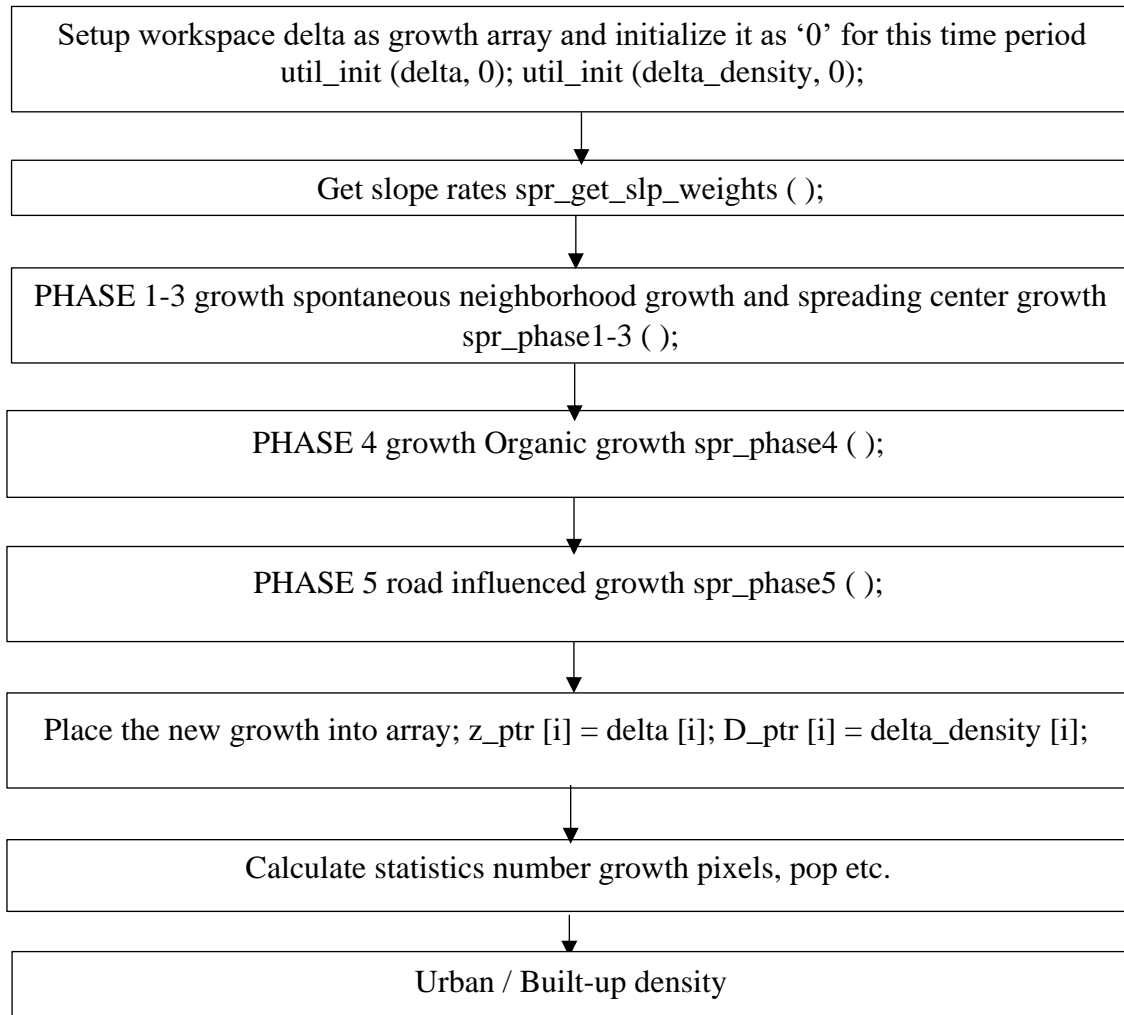 Setup workspace delta as growth array and initialize it as ‘0’ for this time period
util_init (delta, 0); util_init (delta_density, 0);
Get slope rates spr_get_slp_weights ( );
PHASE 1-3 growth spontaneous neighborhood growth and spreading center growth
spr_phase1-3 ( );
PHASE 4 growth Organic growth spr_phase4 ( );
PHASE 5 road influenced growth spr_phase5 ( );
Place the new growth into array; z_ptr [i] = delta [i]; D_ptr [i] = delta_density [i];
Calculate statistics number growth pixels, pop etc.
Urban / Built-up density